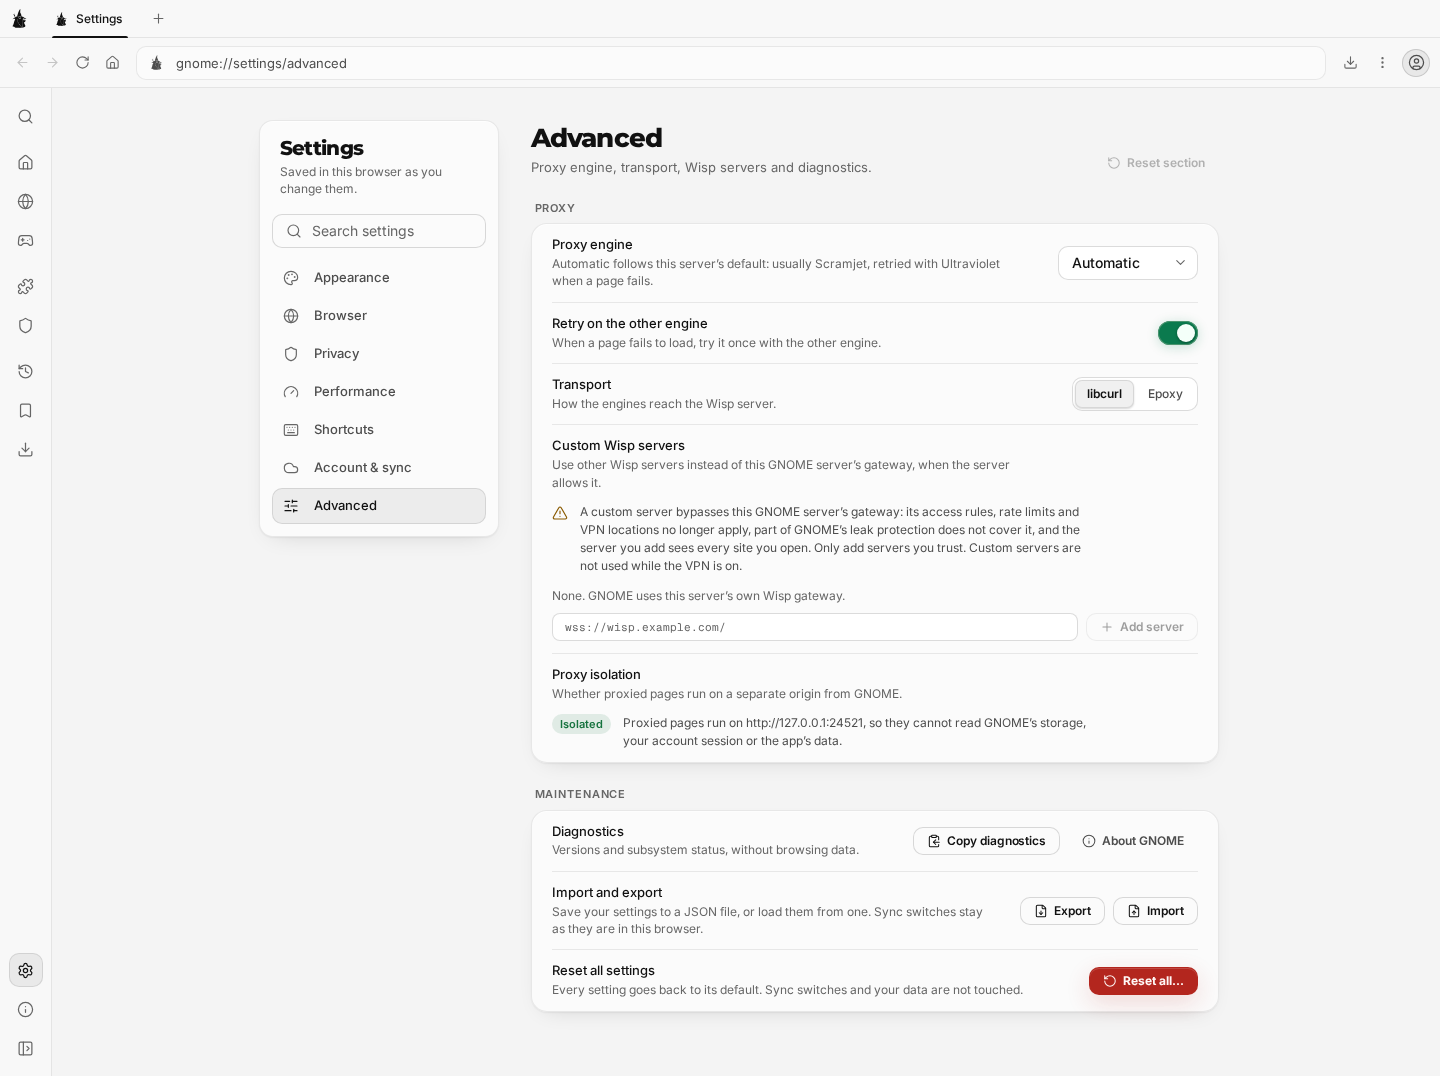 Settings
gnome://settings/advanced
Settings
Saved in this browser as you
change them.
Search settings
Appearance
Browser
Privacy
Performance
Shortcuts
Account & sync
Advanced
Advanced
Proxy engine, transport, Wisp servers and diagnostics.
Reset section
PROXY
Proxy engine
Automatic follows this server’s default: usually Scramjet, retried with Ultraviolet
when a page fails.
Automatic
Retry on the other engine
When a page fails to load, try it once with the other engine.
Transport
How the engines reach the Wisp server.
libcurl
Epoxy
Custom Wisp servers
Use other Wisp servers instead of this GNOME server’s gateway, when the server
allows it.
A custom server bypasses this GNOME server’s gateway: its access rules, rate limits and
VPN locations no longer apply, part of GNOME’s leak protection does not cover it, and the
server you add sees every site you open. Only add servers you trust. Custom servers are
not used while the VPN is on.
None. GNOME uses this server’s own Wisp gateway.
wss://wisp.example.com/
Add server
Proxy isolation
Whether proxied pages run on a separate origin from GNOME.
Isolated
Proxied pages run on http://127.0.0.1:24521, so they cannot read GNOME’s storage,
your account session or the app’s data.
MAINTENANCE
Diagnostics
Versions and subsystem status, without browsing data.
Copy diagnostics
About GNOME
Import and export
Save your settings to a JSON file, or load them from one. Sync switches stay
as they are in this browser.
Export
Import
Reset all settings
Every setting goes back to its default. Sync switches and your data are not touched.
Reset all…